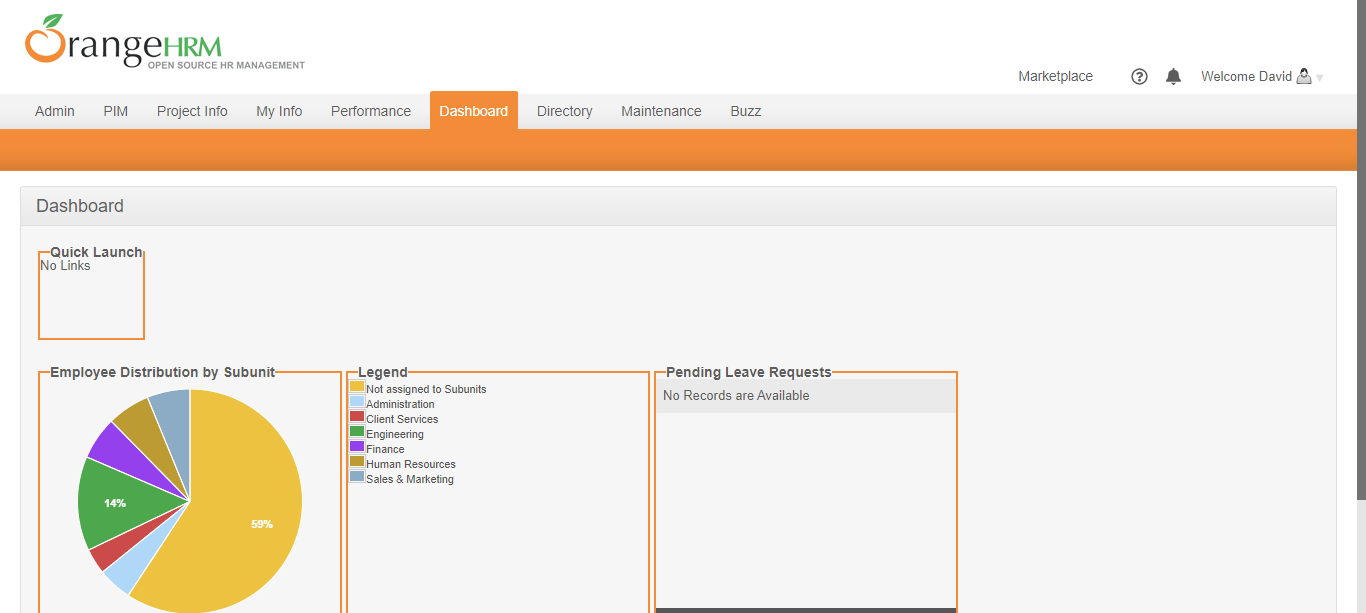 OrangeHRM
OPEN SOURCE HR MANAGEMENT
Marketplace
Welcome David
Admin PIM Project Info My Info Performance Dashboard Directory Maintenance Buzz
Dashboard
Quick Launch
No Links
Employee Distribution by Subunit
14%
59%
Legend
Not assigned to Subunits
Administration
Client Services
Engineering
Finance
Human Resources
Sales & Marketing
Pending Leave Requests
No Records are Available